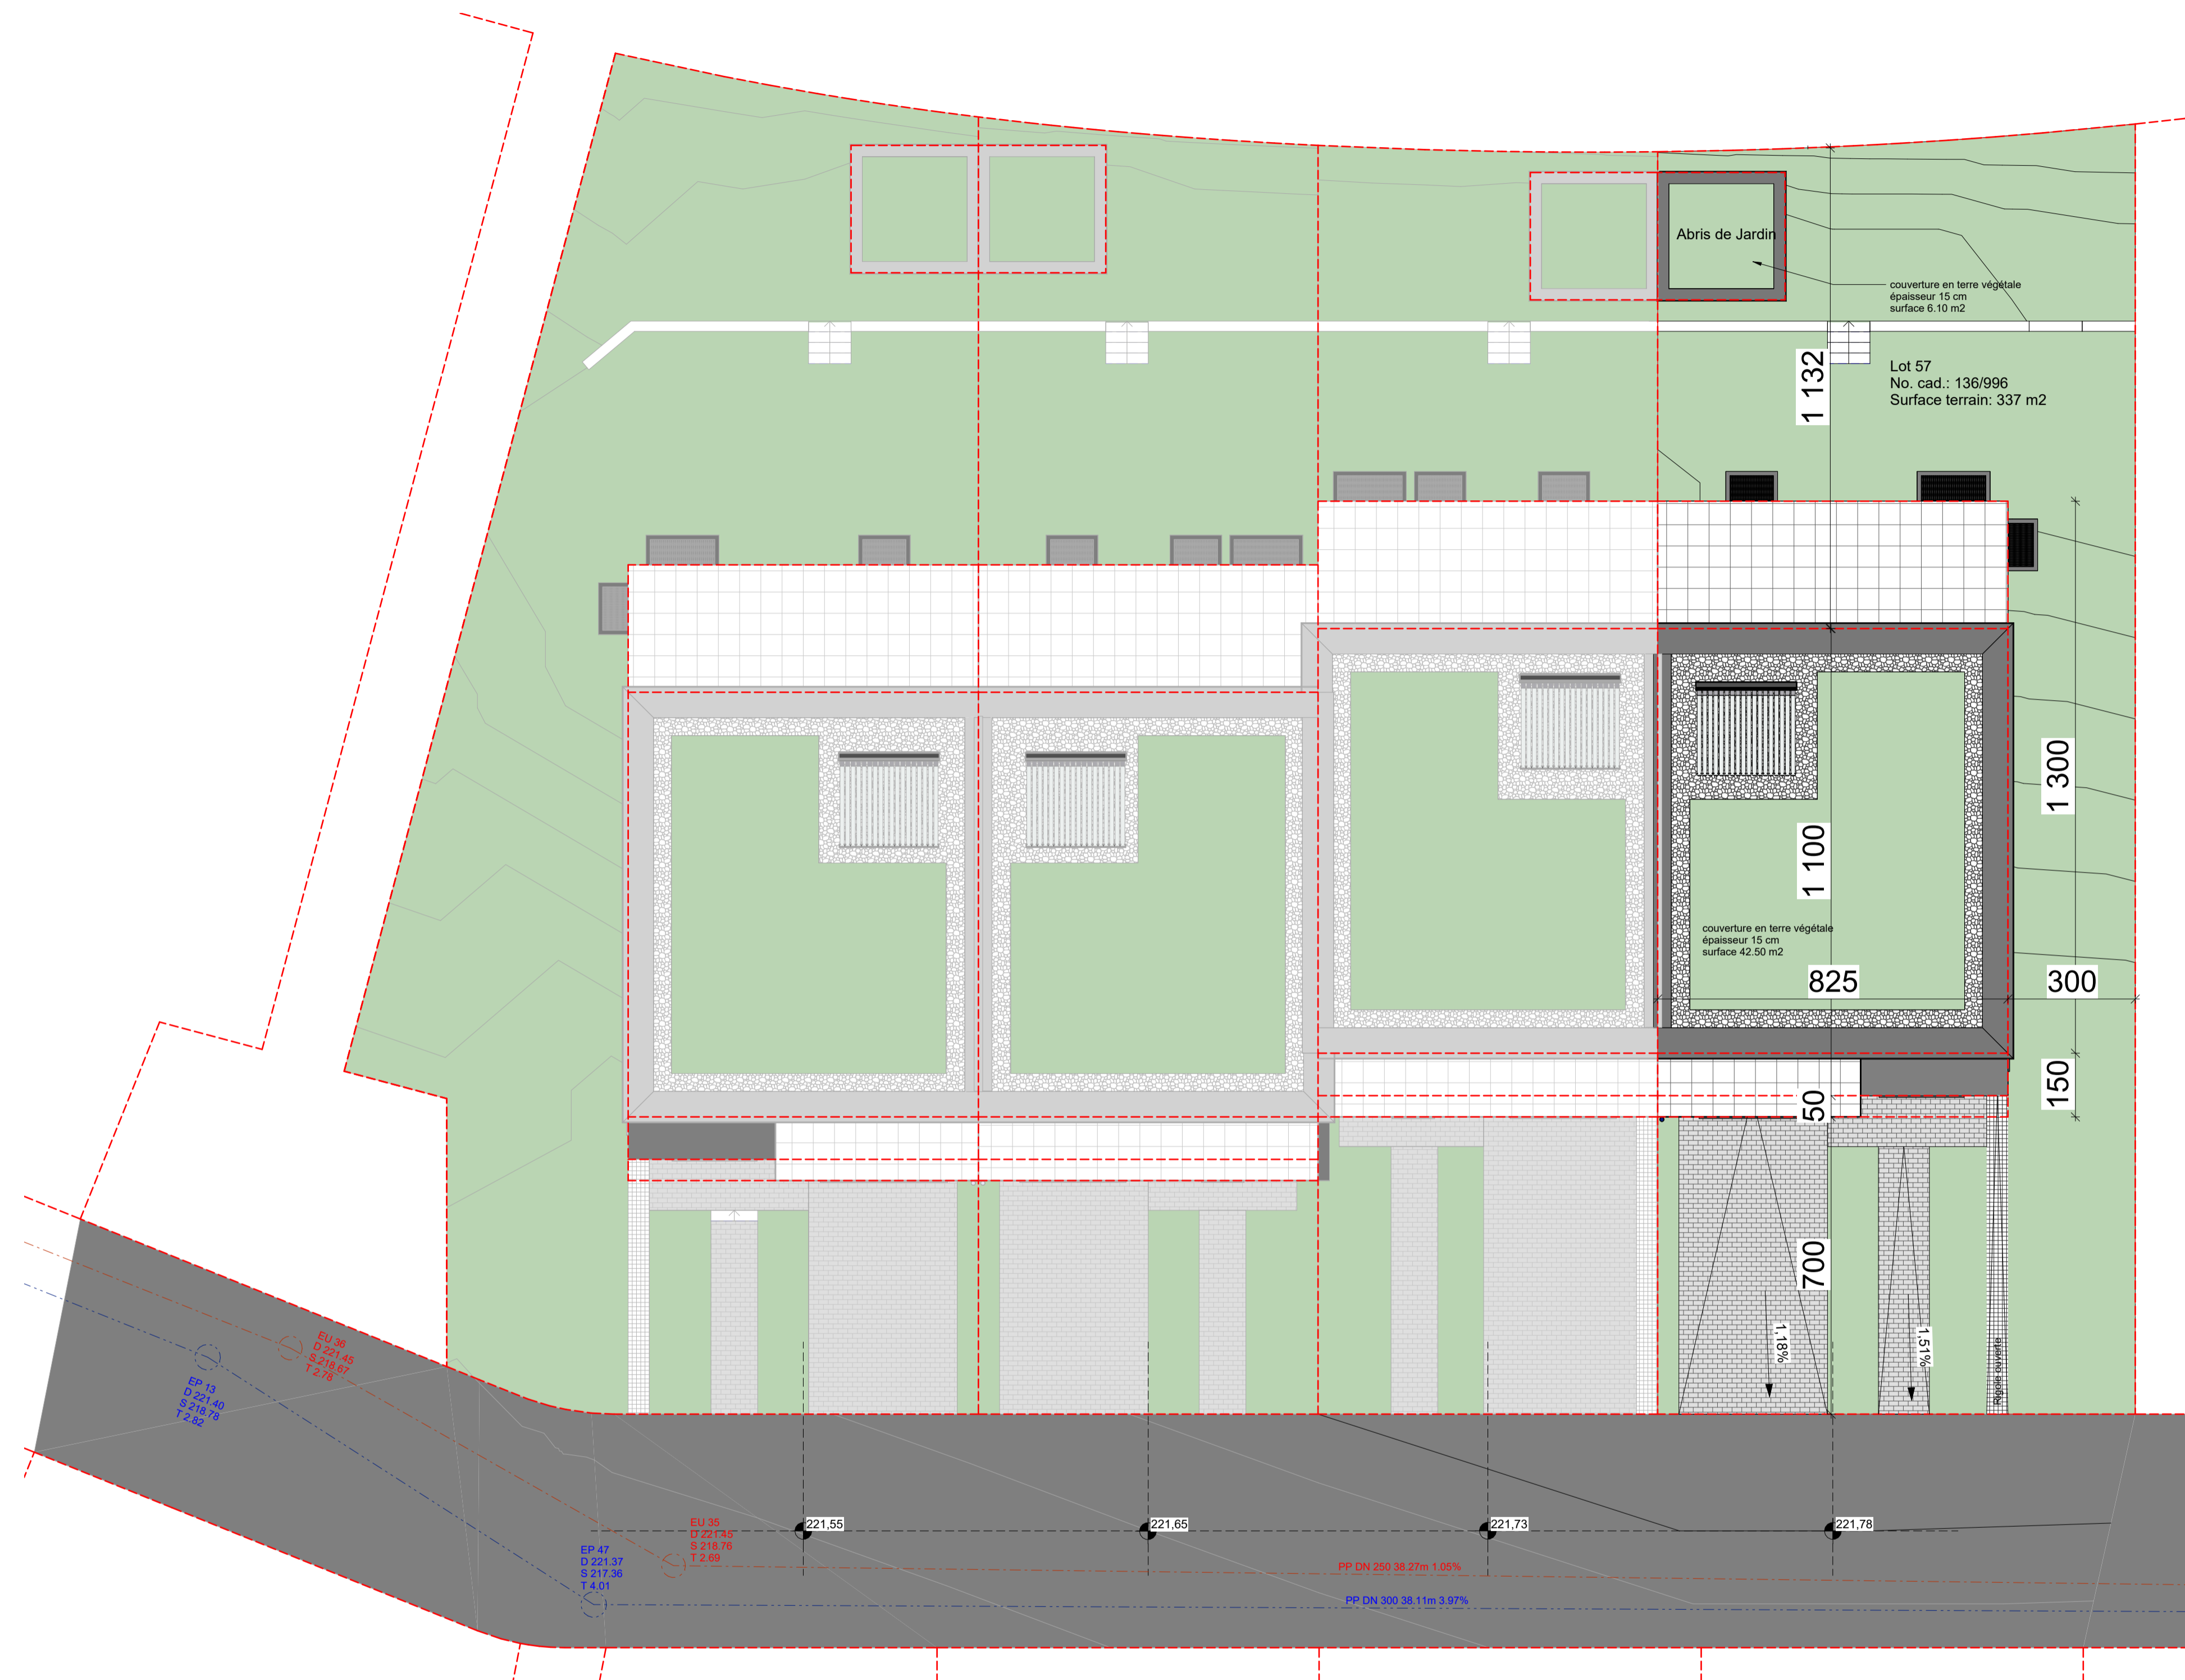 Abris de Jardin
couverture en terre végétale
épaisseur 15 cm
surface 6.10 m2
1 132
Lot 57
No. cad.: 136/996
Surface terrain: 337 m2
1 300
1 100
couverture en terre végétale
épaisseur 15 cm
surface 42.50 m2
825
300
150
50
700
1,18%
1,51%
Rigole ouverte
EU 36
D 221.45
S 218.67
T 2.78
EP 13
D 221.40
S 218.78
T 2.82
EU 35
D 221.45
S 218.76
T 2.69
EP 47
D 221.37
S 217.36
T 4.01
221,55
221,65
221,73
221,78
PP DN 250 38.27m 1.05%
PP DN 300 38.11m 3.97%